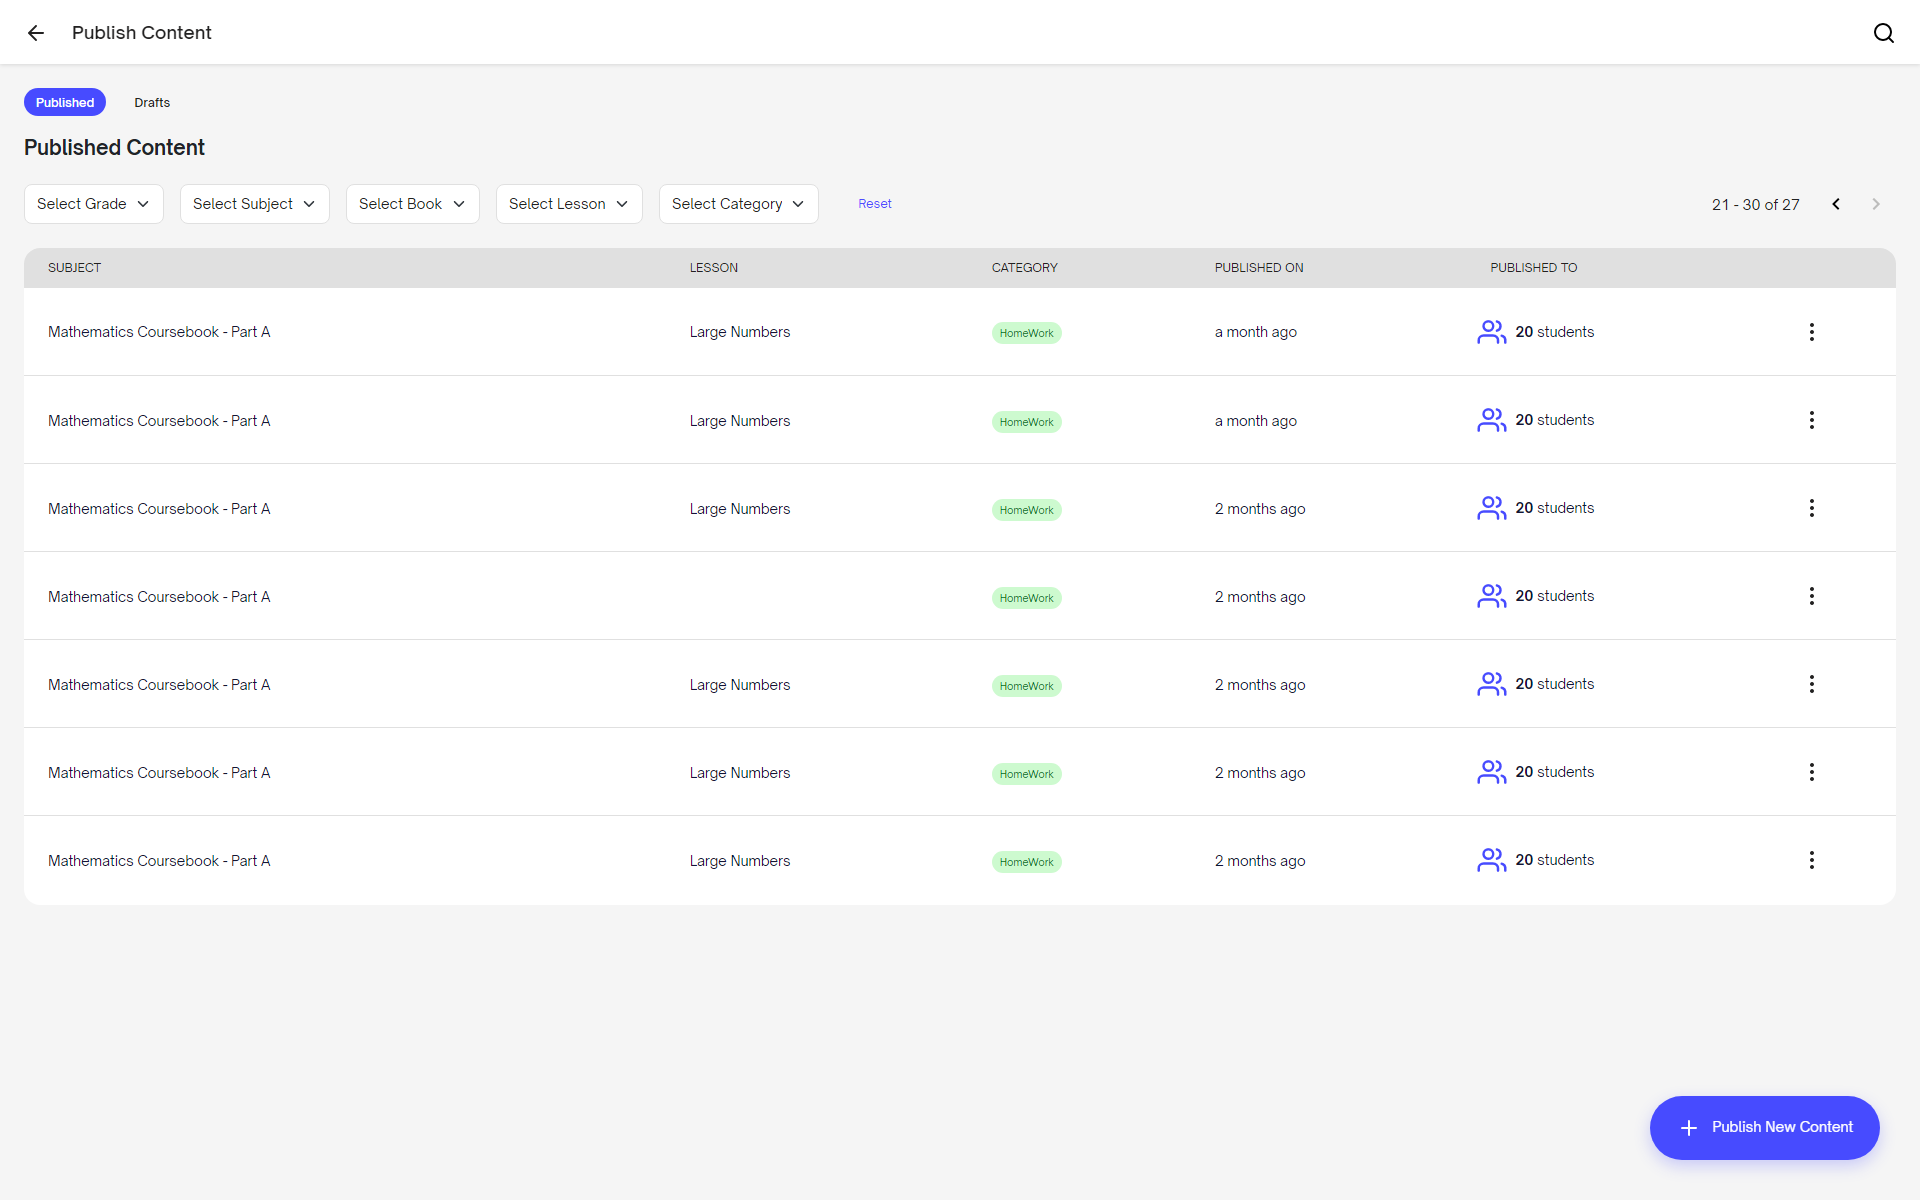 Publish Content
Published Drafts
Published Content
Select Grade Select Subject Select Book Select Lesson Select Category Reset 21 - 30 of 27
SUBJECT LESSON CATEGORY PUBLISHED ON PUBLISHED TO
Mathematics Coursebook - Part A Large Numbers HomeWork a month ago 20 students
Mathematics Coursebook - Part A Large Numbers HomeWork a month ago 20 students
Mathematics Coursebook - Part A Large Numbers HomeWork 2 months ago 20 students
Mathematics Coursebook - Part A HomeWork 2 months ago 20 students
Mathematics Coursebook - Part A Large Numbers HomeWork 2 months ago 20 students
Mathematics Coursebook - Part A Large Numbers HomeWork 2 months ago 20 students
Mathematics Coursebook - Part A Large Numbers HomeWork 2 months ago 20 students
Publish New Content